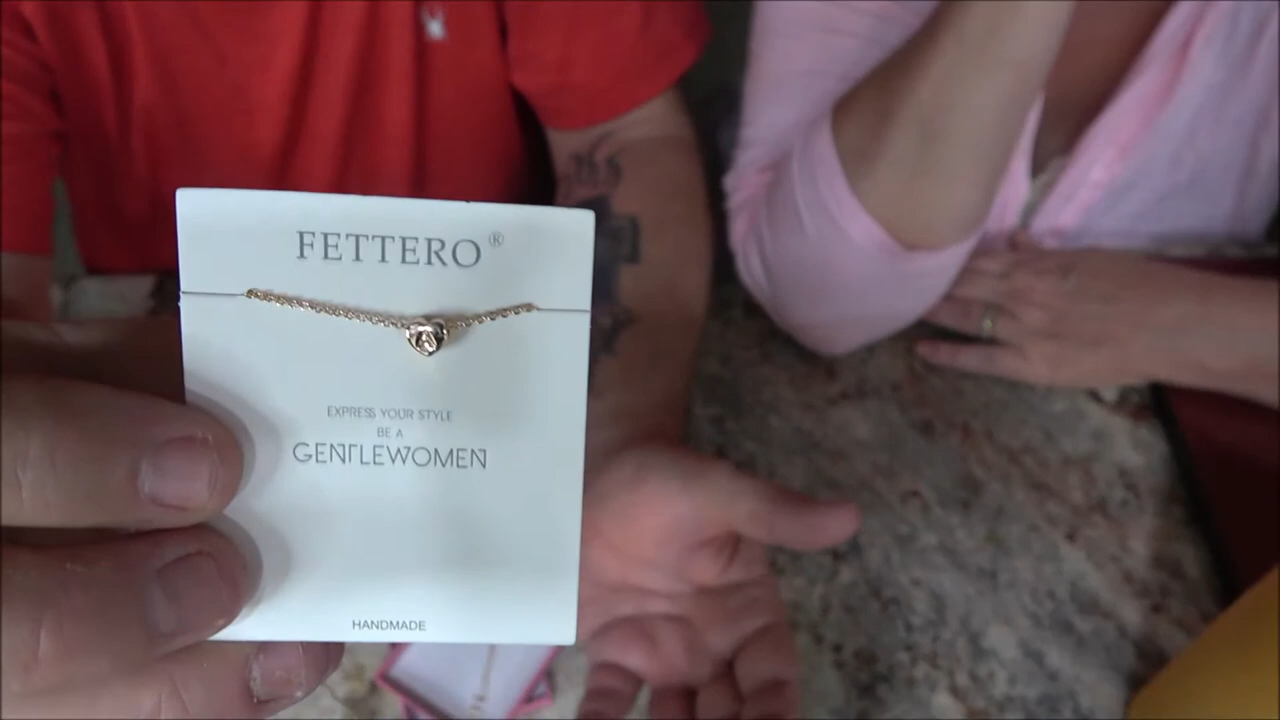 FETTERO®
EXPRESS YOUR STYLE
BE A
GENTLEWOMEN
HANDMADE